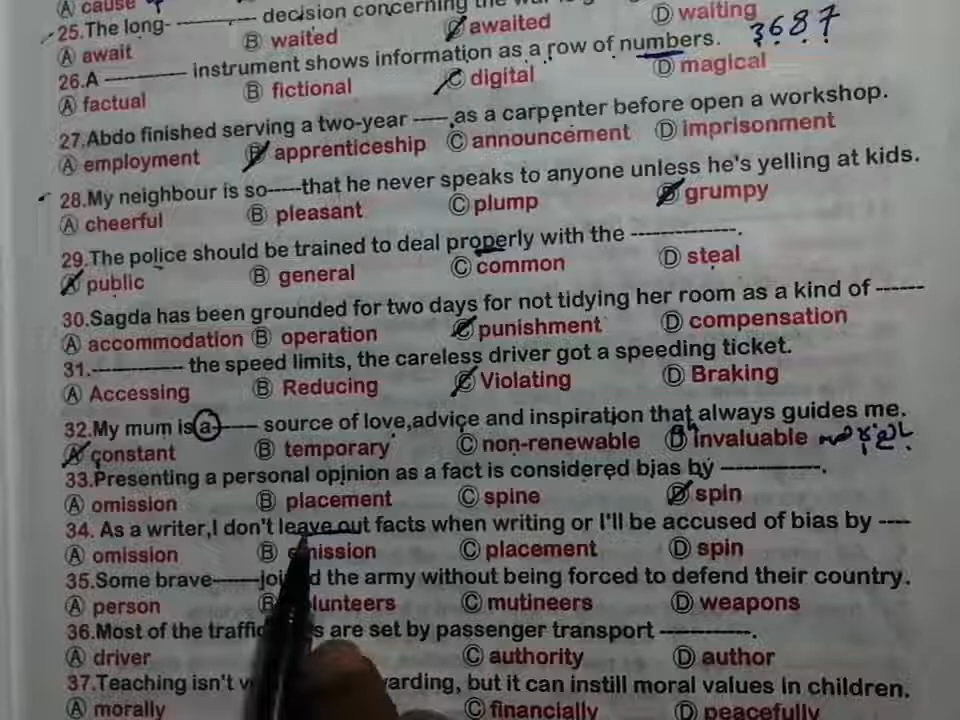 Ⓐ cause
25.The long- ---------- decision concerning the
Ⓐ await Ⓑ waited Ⓒ awaited Ⓓ waiting
3687
26.A ---------- instrument shows information as a row of numbers.
Ⓐ factual Ⓑ fictional Ⓒ digital Ⓓ magical
27.Abdo finished serving a two-year ----- as a carpenter before open a workshop.
Ⓐ employment Ⓑ apprenticeship Ⓒ announcement Ⓓ imprisonment
28.My neighbour is so-----that he never speaks to anyone unless he's yelling at kids.
Ⓐ cheerful Ⓑ pleasant Ⓒ plump Ⓓ grumpy
29.The police should be trained to deal properly with the --------------.
Ⓐ public Ⓑ general Ⓒ common Ⓓ steal
30.Sagda has been grounded for two days for not tidying her room as a kind of ------
Ⓐ accommodation Ⓑ operation Ⓒ punishment Ⓓ compensation
31.-------------- the speed limits, the careless driver got a speeding ticket.
Ⓐ Accessing Ⓑ Reducing Ⓒ Violating Ⓓ Braking
32.My mum is a ----- source of love,advice and inspiration that always guides me.
Ⓐ constant Ⓑ temporary Ⓒ non-renewable Ⓓ invaluable
33.Presenting a personal opinion as a fact is considered bias by -------------.
Ⓐ omission Ⓑ placement Ⓒ spine Ⓓ spin
34. As a writer,I don't leave out facts when writing or I'll be accused of bias by ----
Ⓐ omission Ⓑ emission Ⓒ placement Ⓓ spin
35.Some brave------joined the army without being forced to defend their country.
Ⓐ person Ⓑ volunteers Ⓒ mutineers Ⓓ weapons
36.Most of the traffic are set by passenger transport ------------.
Ⓐ driver Ⓒ authority Ⓓ author
37.Teaching isn't but it can instill moral values in children.
Ⓐ morally Ⓒ financially Ⓓ peacefully